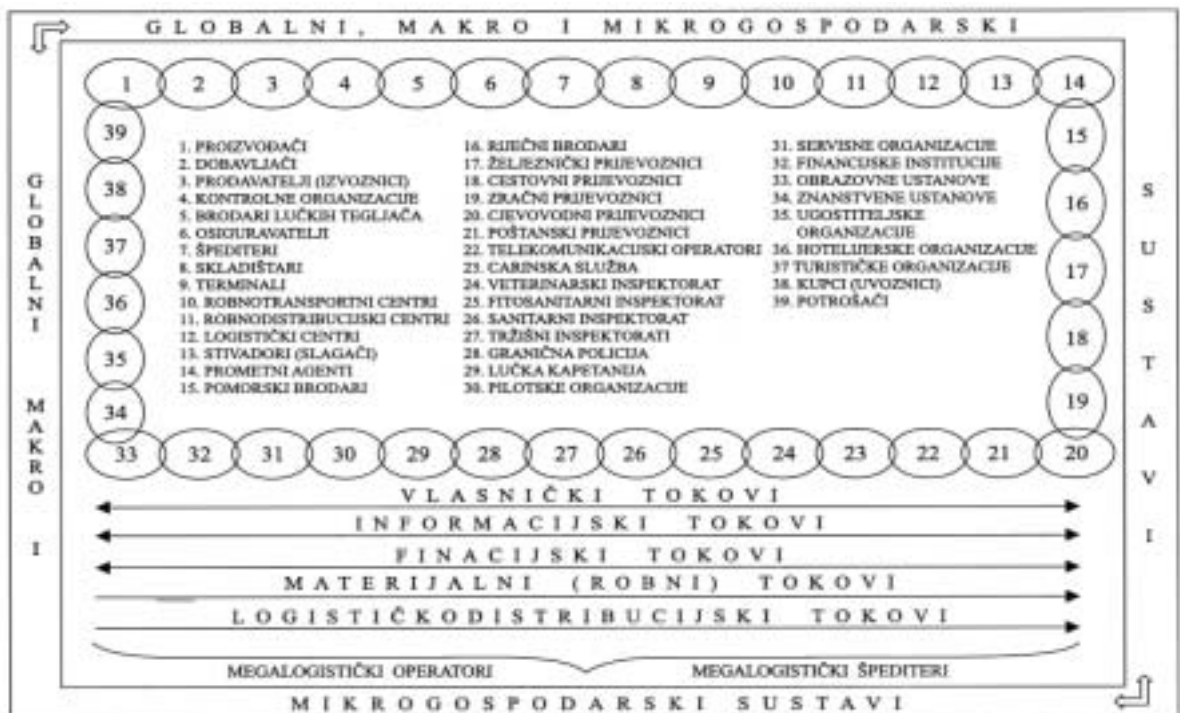 GLOBALNI, MAKRO I MIKROGOSPODARSKI
1 2 3 4 5 6 7 8 9 10 11 12 13 14
39
38
37
36
35
34
15
16
17
18
19
1. PROIZVOĐAČI
2. DOBAVLJAČI
3. PRODAVATELJI (IZVOZNICI)
4. KONTROLNE ORGANIZACIJE
5. BRODARI LUČKIH TEGLJAČA
6. OSIGURAVATELJI
7. ŠPEDITERI
8. SKLADIŠTARI
9. TERMINALI
10. ROBNOTRANSPORTNI CENTRI
11. ROBNODISTRIBUCIJSKI CENTRI
12. LOGISTIČKI CENTRI
13. STIVADORI (SLAGAČI)
14. PROMETNI AGENTI
15. POMORSKI BRODARI
16. RIJEČNI BRODARI
17. ŽELJEZNIČKI PRIJEVOZNICI
18. CESTOVNI PRIJEVOZNICI
19. ZRAČNI PRIJEVOZNICI
20. CJEVOVODNI PRIJEVOZNICI
21. POŠTANSKI PRIJEVOZNICI
22. TELEKOMUNIKACIJSKI OPERATORI
23. CARINSKA SLUŽBA
24. VETERINARSKI INSPEKTORAT
25. FITOSANITARNI INSPEKTORAT
26. SANITARNI INSPEKTORAT
27. TRŽIŠNI INSPEKTORATI
28. GRANIČNA POLICIJA
29. LUČKA KAPETANIJA
30. PILOTSKE ORGANIZACIJE
31. SERVISNE ORGANIZACIJE
32. FINANCIJSKE INSTITUCIJE
33. OBRAZOVNE USTANOVE
34. ZNANSTVENE USTANOVE
35. UGOSTITELJSKE
ORGANIZACIJE
36. HOTELIJERSKE ORGANIZACIJE
37 TURISTIČKE ORGANIZACIJE
38. KUPCI (UVOZNICI)
39. POTROŠAČI
33 32 31 30 29 28 27 26 25 24 23 22 21 20
GLOBALNI MAKRO I
SUSTAVI
VLASNIČKI TOKOVI
INFORMACIJSKI TOKOVI
FINACIJSKI TOKOVI
MATERIJALNI (ROBNI) TOKOVI
LOGISTIČKODISTRIBUCIJSKI TOKOVI
MEGALOGISTIČKI OPERATORI MEGALOGISTIČKI ŠPEDITERI
MIKROGOSPODARSKI SUSTAVI